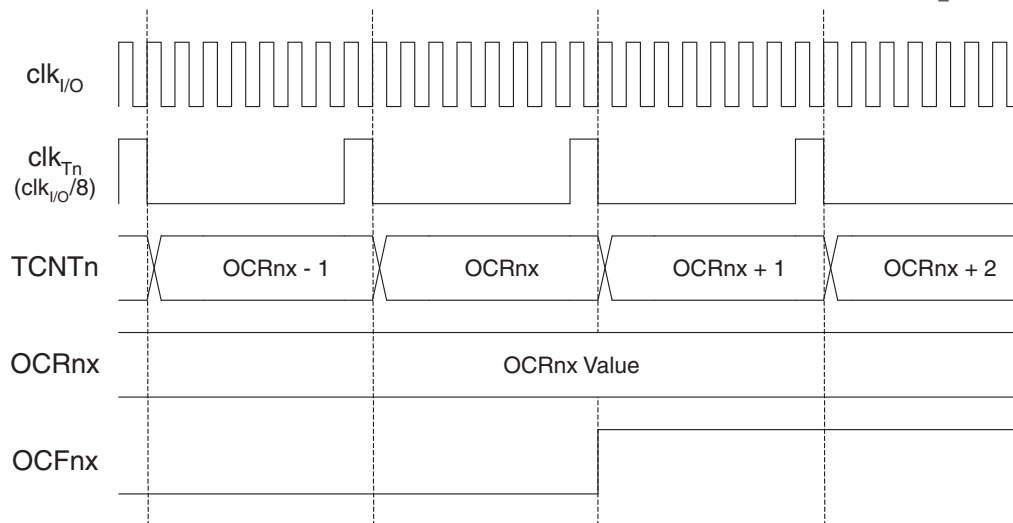 clkI/O
clkTn
(clkI/O/8)
TCNTn
OCRnx - 1
OCRnx
OCRnx + 1
OCRnx + 2
OCRnx
OCRnx Value
OCFnx